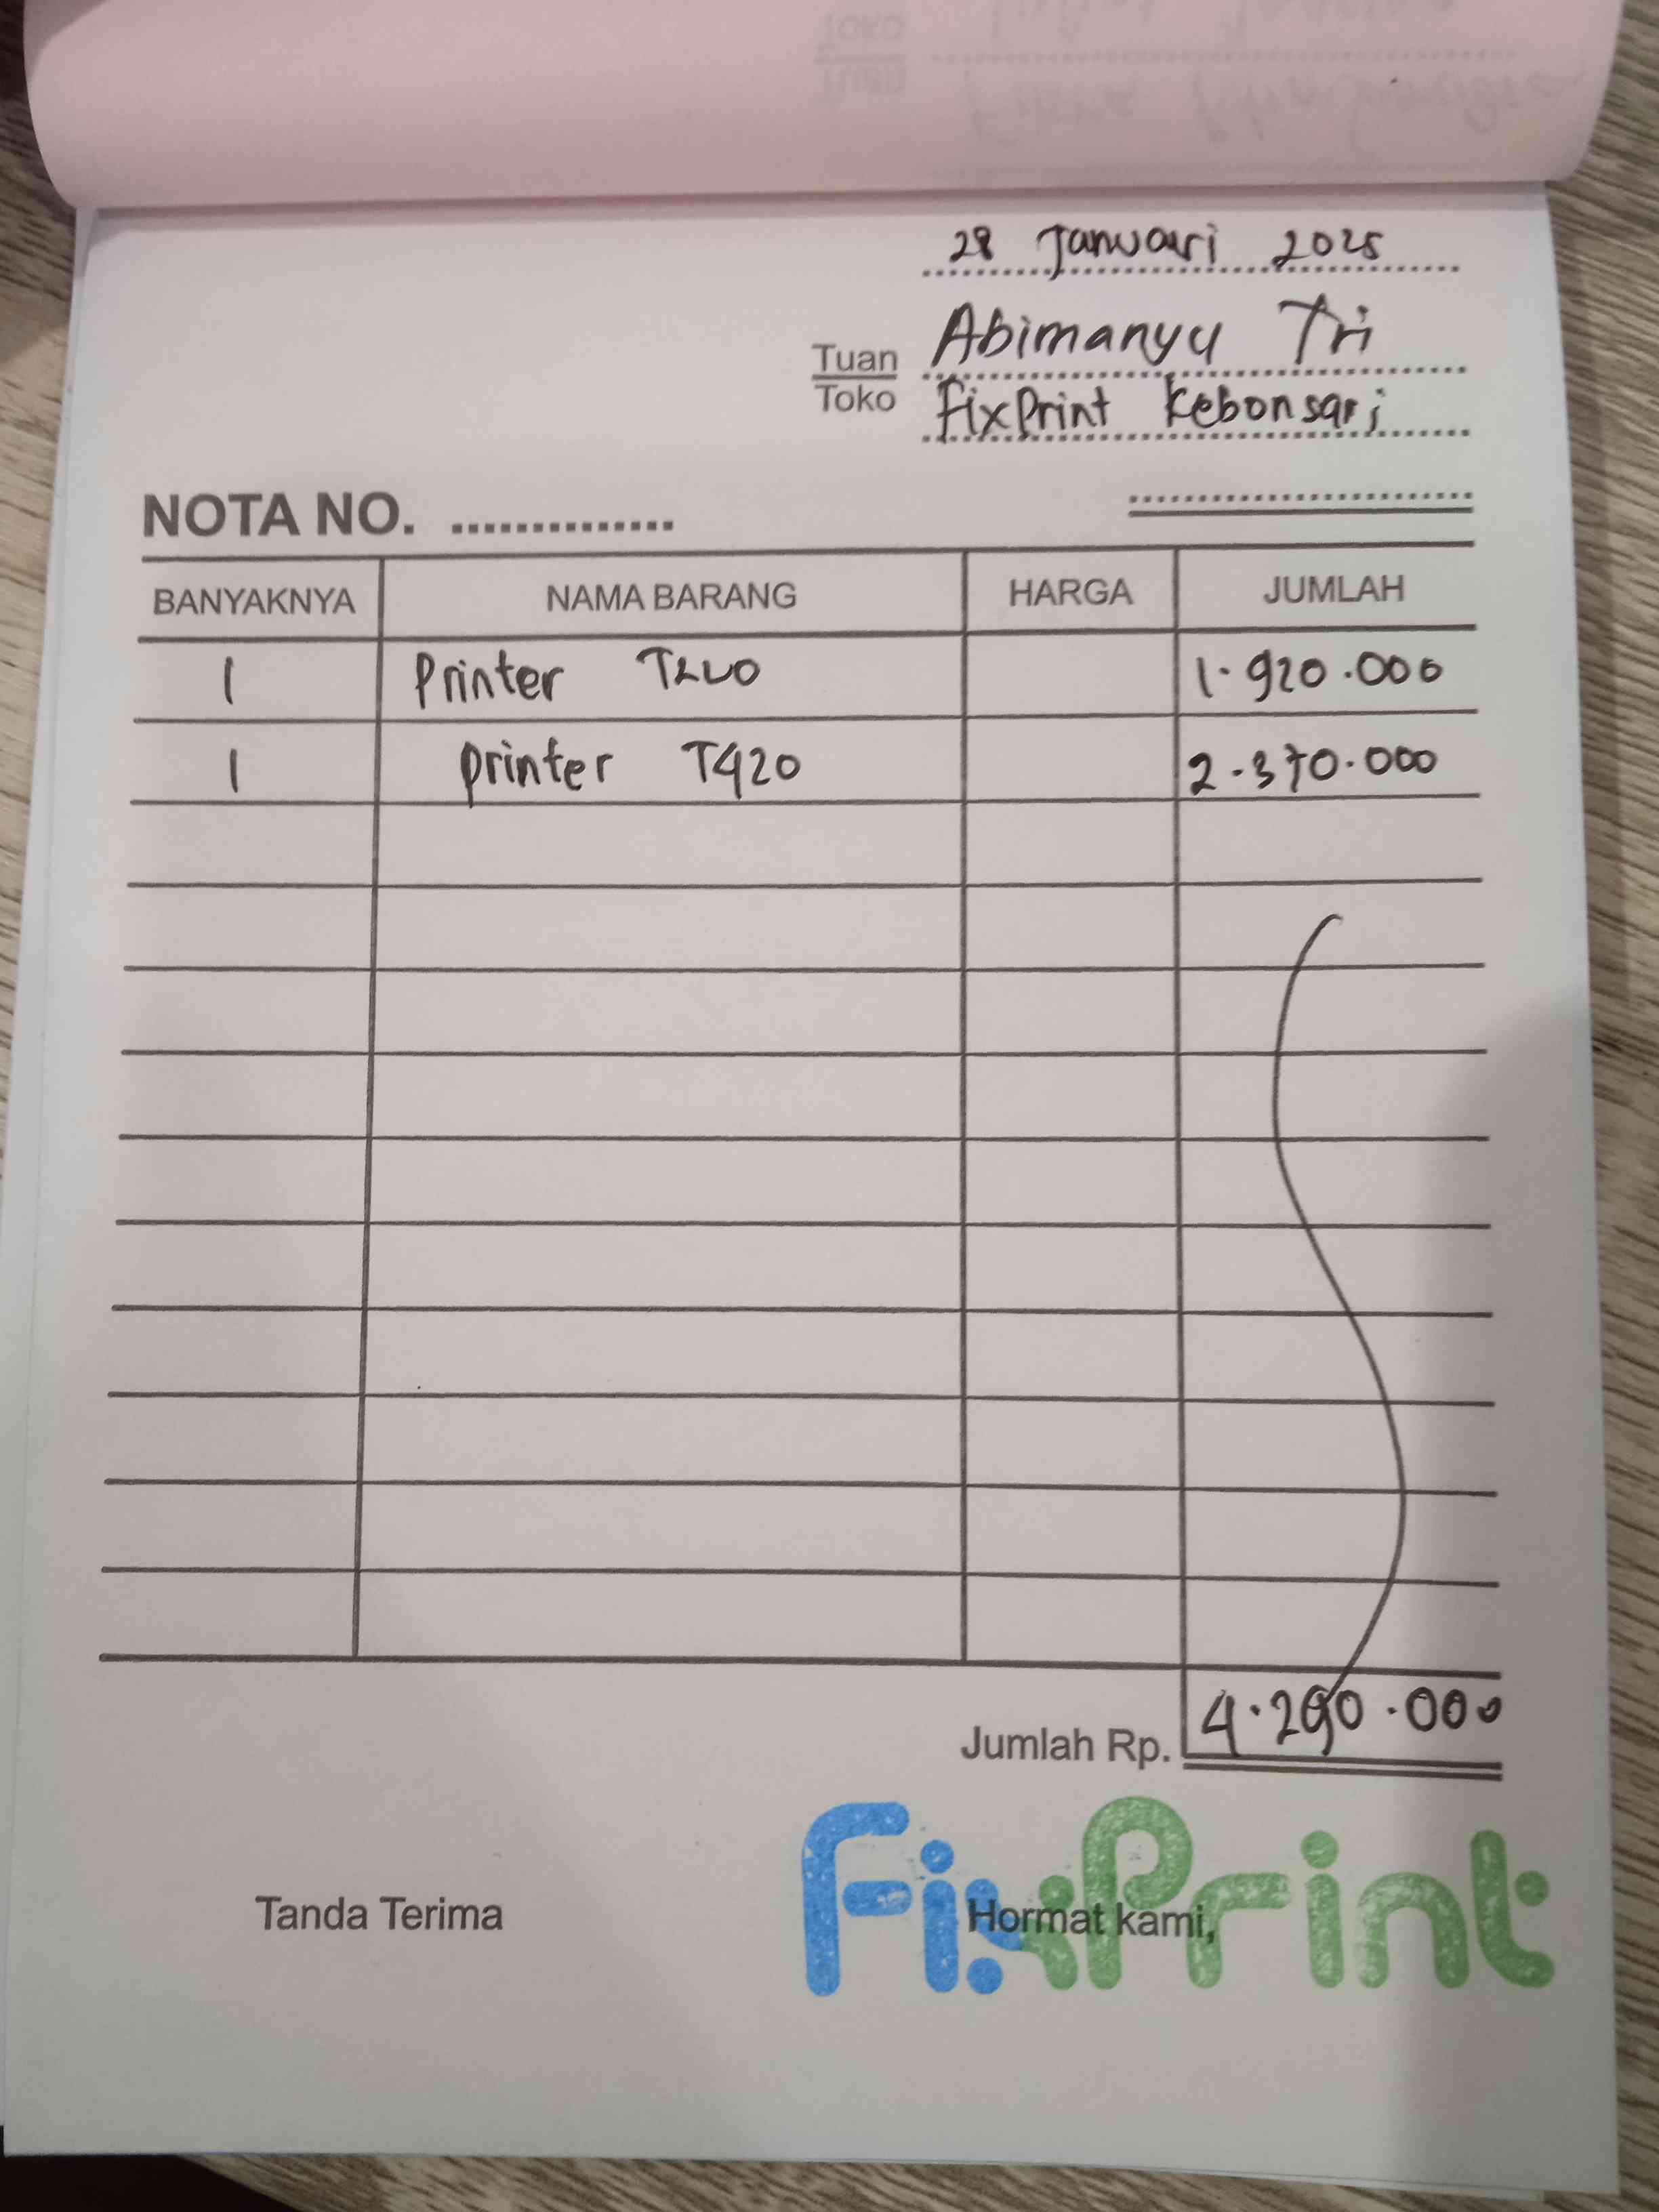 28 Januari 2025
Tuan Abimanyu Tri
Toko FixPrint Kebonsari
NOTA NO. ..............
BANYAKNYA NAMA BARANG HARGA JUMLAH
1 Printer T220 1.920.000
1 printer T420 2.370.000
Jumlah Rp. 4.290.000
Tanda Terima Hormat kami,
FixPrint